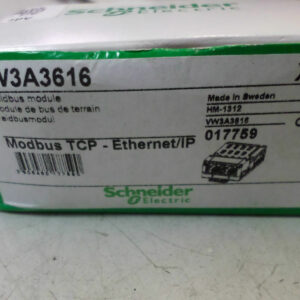 Schneider
W3A3616
ldbus module
odule de bus de terrain
eldbusmodul
Made in Sweden
HM-1312
VW3A3616
017759
Modbus TCP - Ethernet/IP
Schneider
Electric